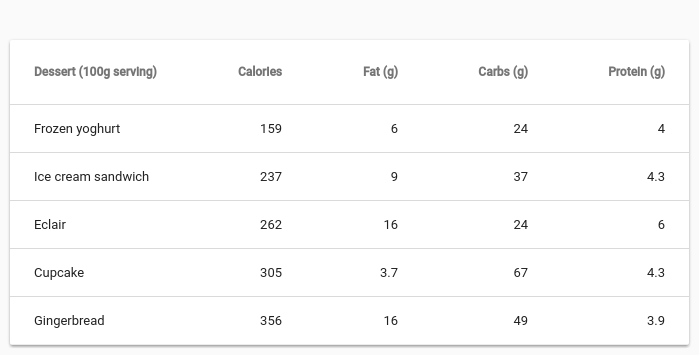 Dessert (100g serving) Calories Fat (g) Carbs (g) Protein (g)
Frozen yoghurt 159 6 24 4
Ice cream sandwich 237 9 37 4.3
Eclair 262 16 24 6
Cupcake 305 3.7 67 4.3
Gingerbread 356 16 49 3.9